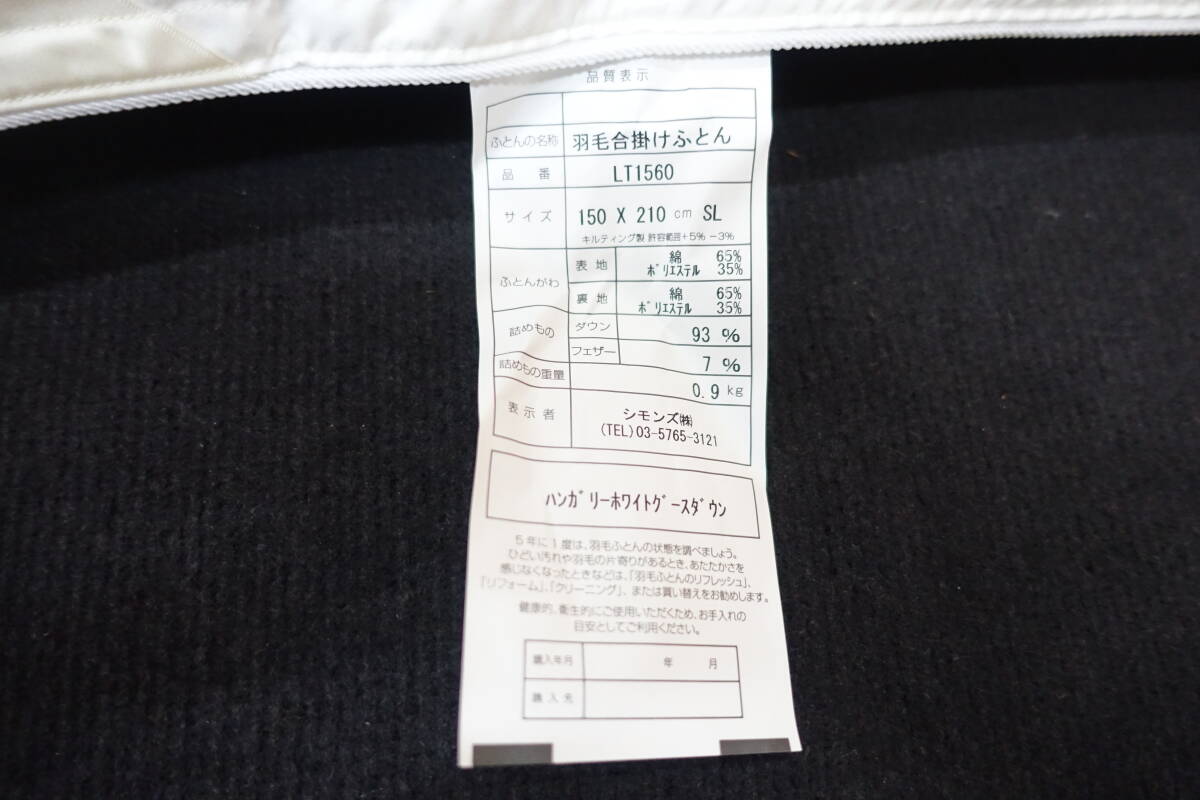 品質表示
ふとんの名称 羽毛合掛けふとん
品番 LT1560
サイズ 150 X 210 cm SL
キルティング製 許容範囲+5% -3%
ふとんがわ 表地 綿 65%
ポリエステル 35%
裏地 綿 65%
ポリエステル 35%
詰めもの ダウン 93 %
フェザー 7 %
詰めもの重量 0.9 kg
表示者 シモンズ㈱
(TEL)03-5765-3121
ハンガリーホワイトグースダウン
5年に1度は、羽毛ふとんの状態を調べましょう。
ひどい汚れや羽毛の片寄りがあるとき、あたたかさを
感じなくなったときなどは、「羽毛ふとんのリフレッシュ」、
「リフォーム」、「クリーニング」、または買い替えをお勧めします。
健康的、衛生的にご使用いただくため、お手入れの
目安としてご利用ください。
購入年月 年 月
購入先